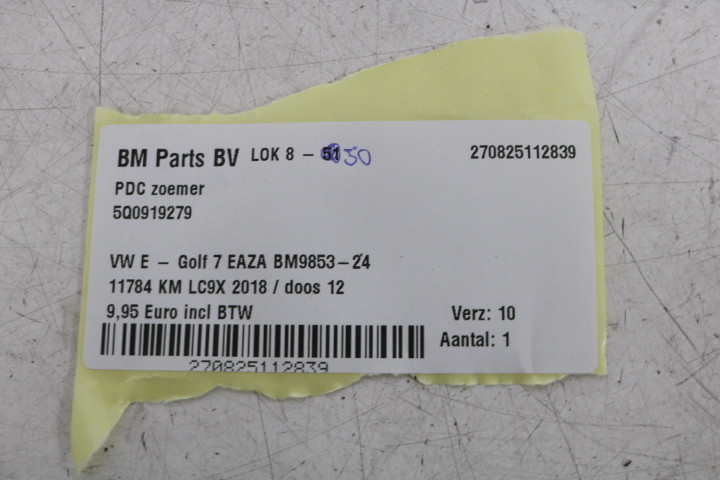 BM Parts BV LOK 8 - 51 50
270825112839
PDC zoemer
5Q0919279
VW E - Golf 7 EAZA BM9853-24
11784 KM LC9X 2018 / doos 12
9,95 Euro incl BTW
Verz: 10
Aantal: 1
270825112839